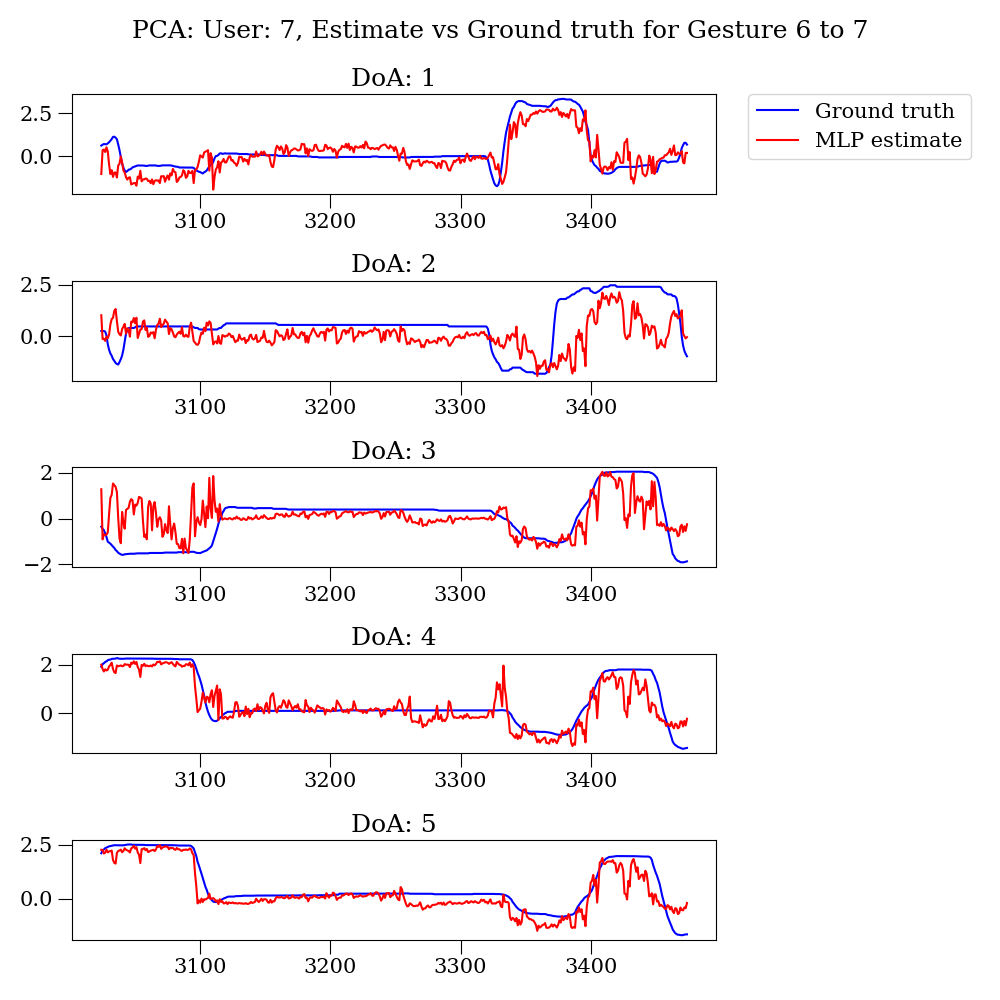 PCA: User: 7, Estimate vs Ground truth for Gesture 6 to 7
DoA: 1
Ground truth
MLP estimate
2.5
0.0
3100 3200 3300 3400
DoA: 2
2.5
0.0
3100 3200 3300 3400
DoA: 3
2
0
−2
3100 3200 3300 3400
DoA: 4
2
0
3100 3200 3300 3400
DoA: 5
2.5
0.0
3100 3200 3300 3400